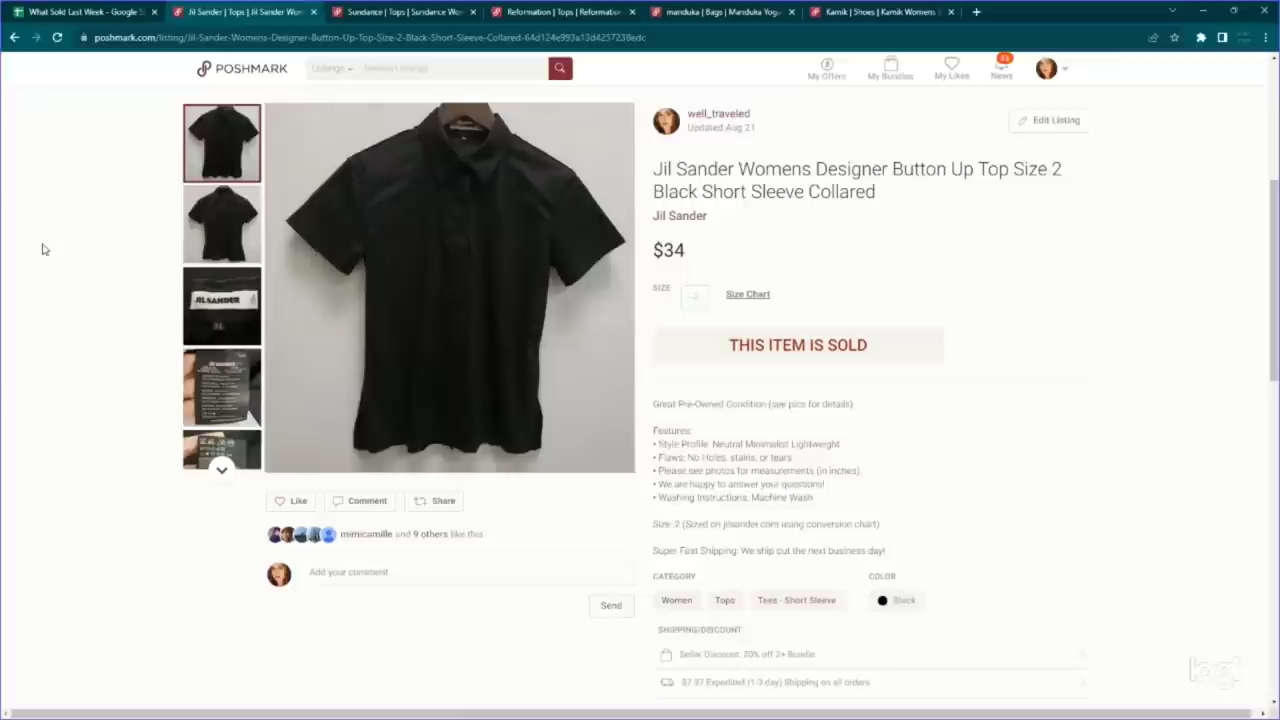 What Sold Last Week - Google S
Jil Sander | Tops | Jil Sander Wom
Sundance | Tops | Sundance Wo
Reformation | Tops | Reformation
manduka | Bags | Manduka Yoga
Kamik | Shoes | Kamik Womens L
poshmark.com/listing/Jil-Sander-Womens-Designer-Button-Up-Top-Size-2-Black-Short-Sleeve-Collared-64d124e993a13d4257238edc
POSHMARK
Listings
My Offers
My Bundles
My Likes
News
well_traveled
Updated Aug 21
Edit Listing
Jil Sander Womens Designer Button Up Top Size 2
Black Short Sleeve Collared
Jil Sander
$34
SIZE
2
Size Chart
JIL SANDER
THIS ITEM IS SOLD
Great Pre-Owned Condition (see pics for details)
Features:
• Style Profile: Neutral Minimalist Lightweight
• Flaws: No Holes, stains, or tears
• Please see photos for measurements (in inches)
• We are happy to answer your questions!
• Washing Instructions: Machine Wash
Size: 2 (Sized on jilsander.com using conversion chart)
Super Fast Shipping: We ship out the next business day!
Like
Comment
Share
mimicamille and 9 others like this
Add your comment
Send
CATEGORY
COLOR
Women
Tops
Tees - Short Sleeve
Black
SHIPPING/DISCOUNT
Seller Discount: 20% off 2+ Bundle
$7.97 Expedited (1-3 day) Shipping on all orders